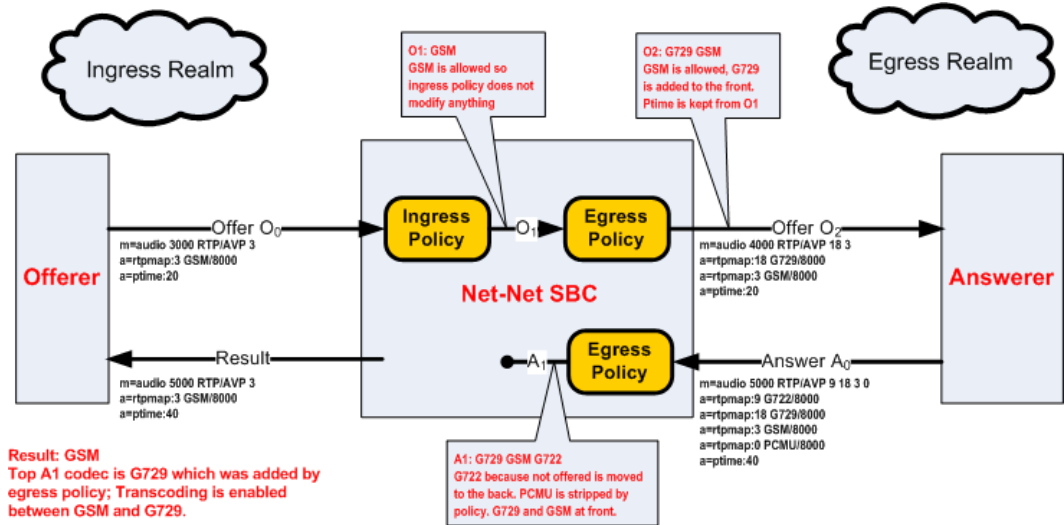 Ingress Realm
Egress Realm
O1: GSM
GSM is allowed so
ingress policy does not
modify anything
O2: G729 GSM
GSM is allowed, G729
is added to the front.
Ptime is kept from O1
Offerer
Offer O0
m=audio 3000 RTP/AVP 3
a=rtpmap:3 GSM/8000
a=ptime:20
Ingress
Policy
O1
Egress
Policy
Net-Net SBC
Offer O2
m=audio 4000 RTP/AVP 18 3
a=rtpmap:18 G729/8000
a=rtpmap:3 GSM/8000
a=ptime:20
Answerer
Result
m=audio 5000 RTP/AVP 3
a=rtpmap:3 GSM/8000
a=ptime:40
A1
Egress
Policy
Answer A0
m=audio 5000 RTP/AVP 9 18 3 0
a=rtpmap:9 G722/8000
a=rtpmap:18 G729/8000
a=rtpmap:3 GSM/8000
a=rtpmap:0 PCMU/8000
a=ptime:40
Result: GSM
Top A1 codec is G729 which was added by
egress policy; Transcoding is enabled
between GSM and G729.
A1: G729 GSM G722
G722 because not offered is moved
to the back. PCMU is stripped by
policy. G729 and GSM at front.